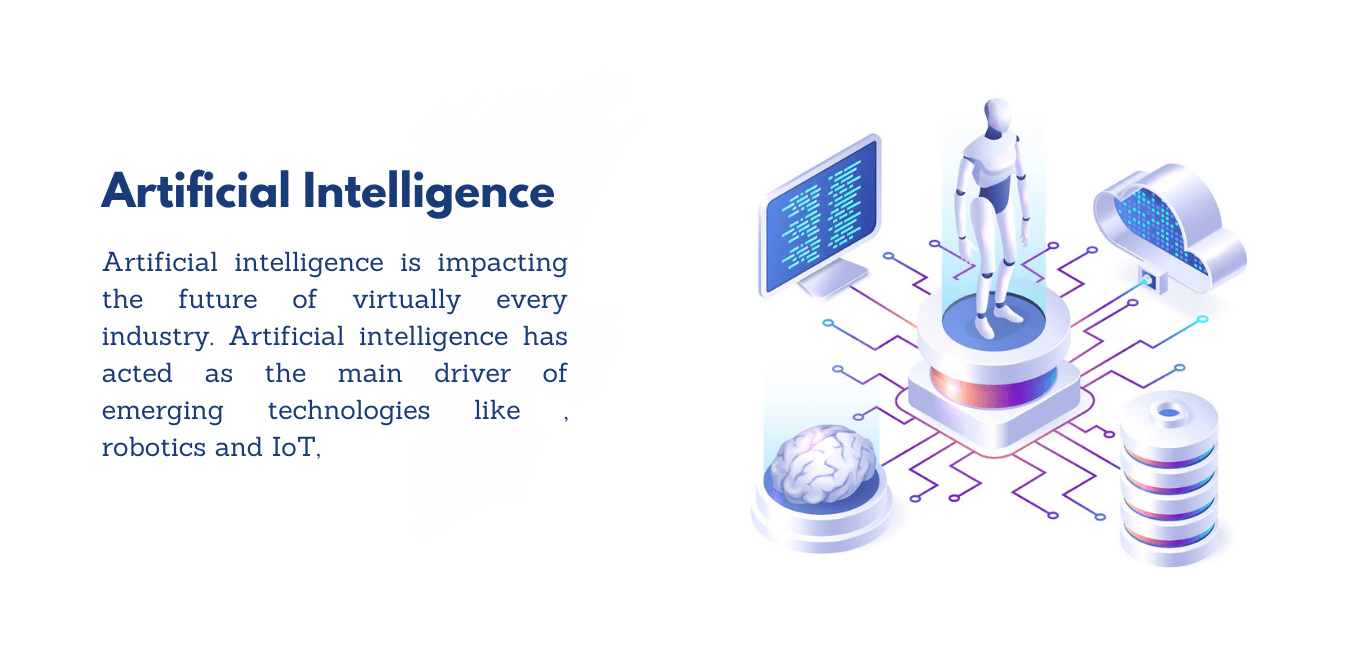 Artificial Intelligence
Artificial intelligence is impacting
the future of virtually every
industry. Artificial intelligence has
acted as the main driver of
emerging technologies like ,
robotics and IoT,